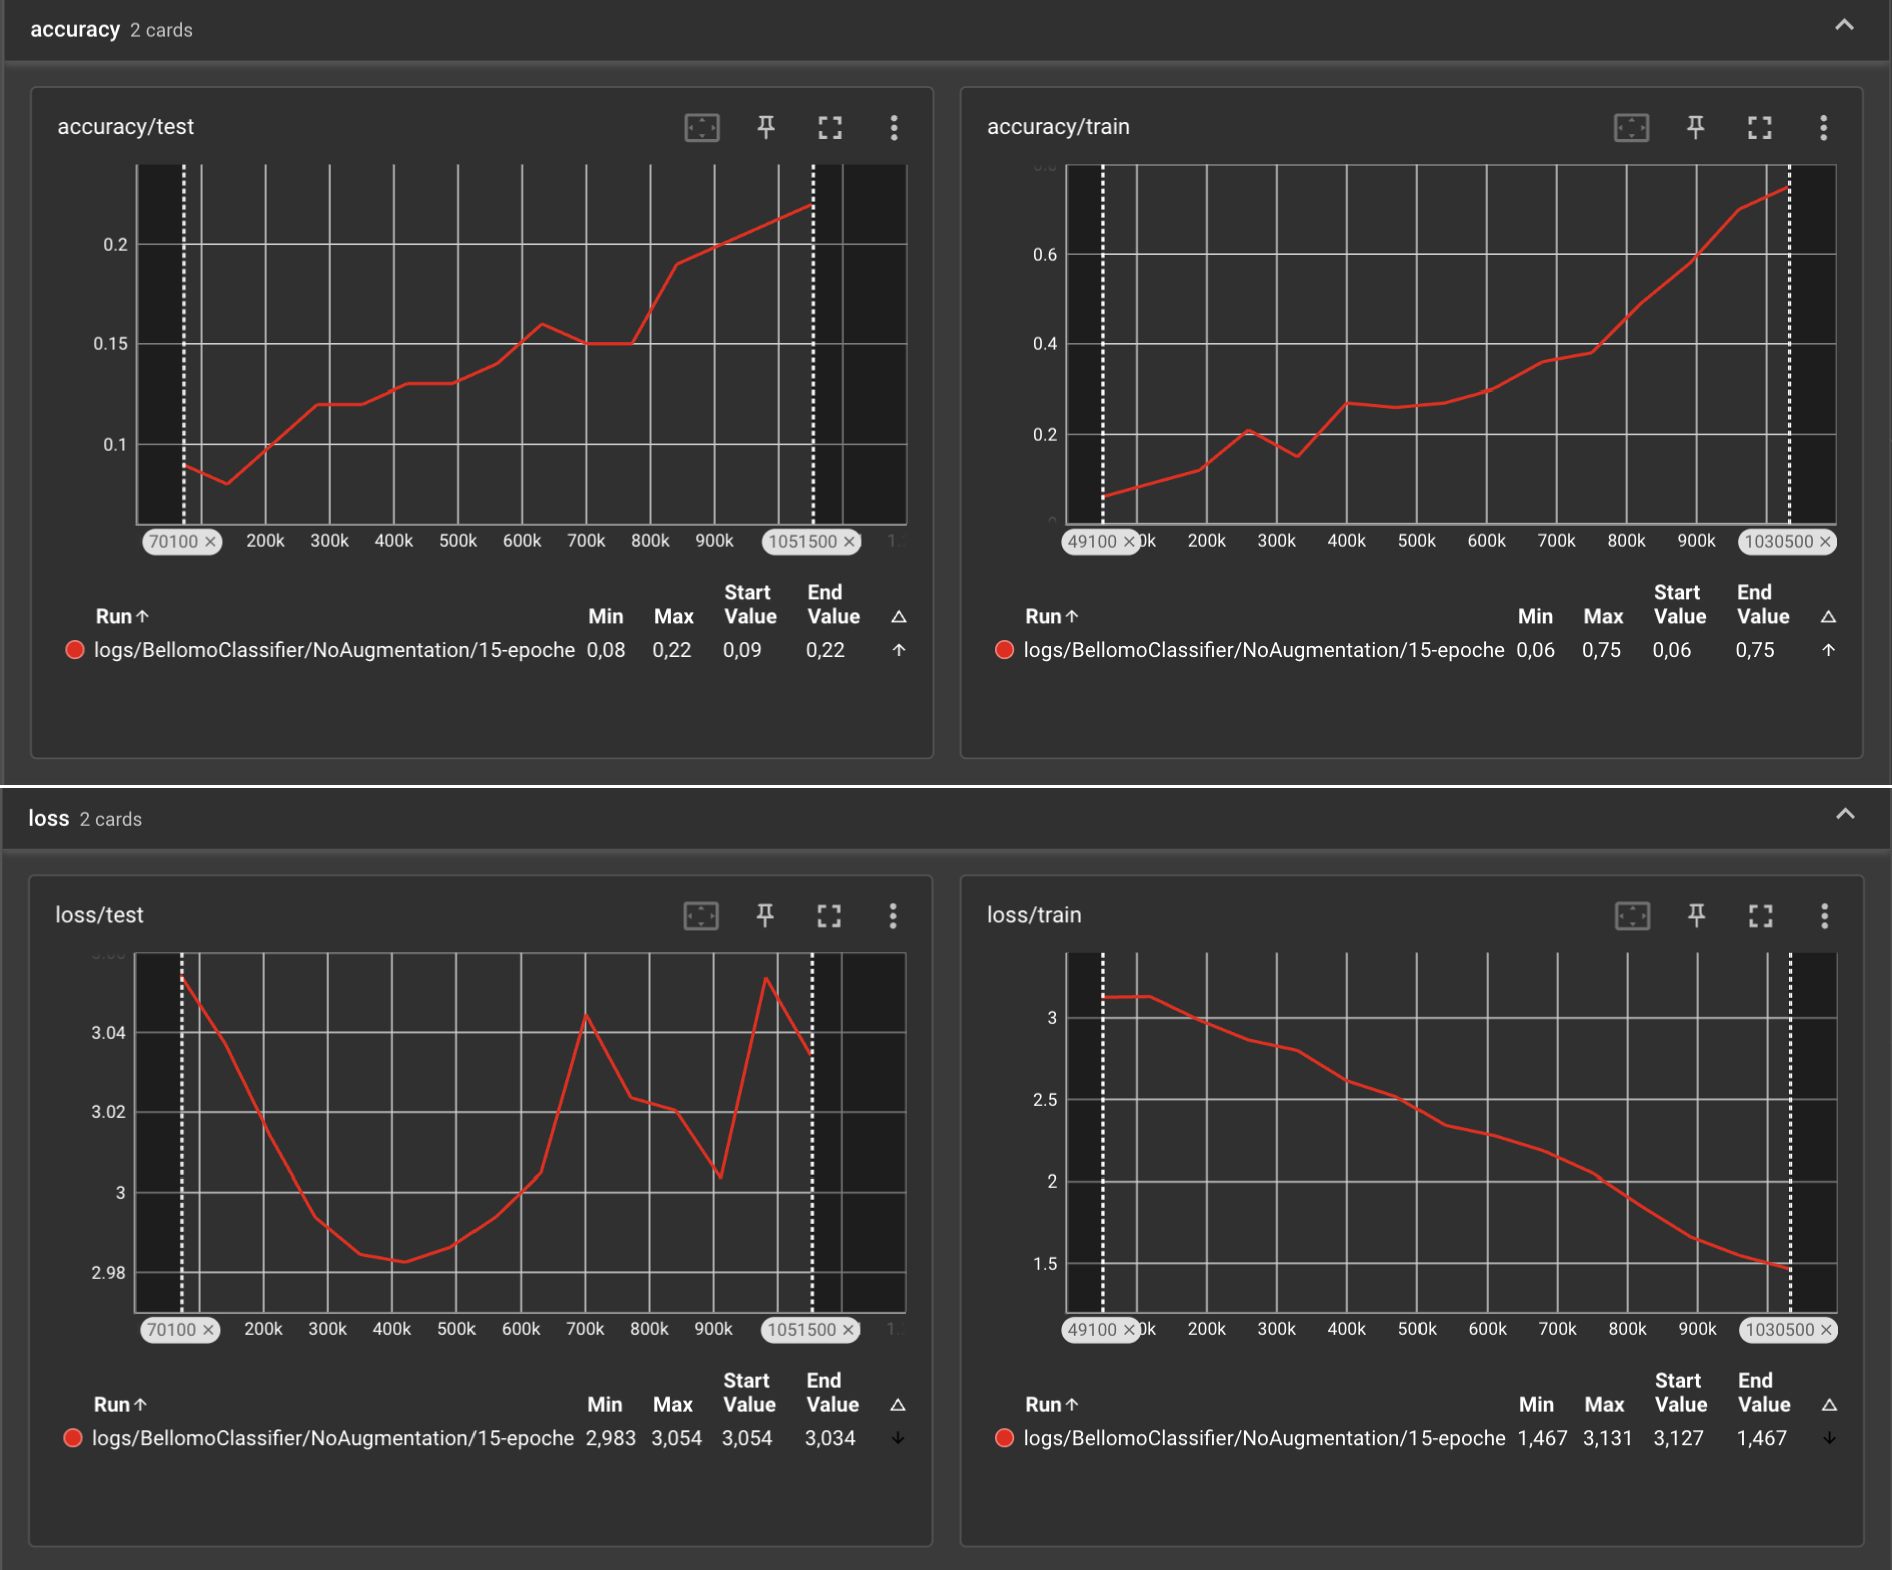 accuracy 2 cards
accuracy/test
0.2
0.15
0.1
70100 × 200k 300k 400k 500k 600k 700k 800k 900k 1051500 ×
Run↑ Min Max Start Value End Value △
logs/BellomoClassifier/NoAugmentation/15-epoche 0,08 0,22 0,09 0,22 ↑
accuracy/train
0.6
0.4
0.2
49100 × 200k 300k 400k 500k 600k 700k 800k 900k 1030500 ×
Run↑ Min Max Start Value End Value △
logs/BellomoClassifier/NoAugmentation/15-epoche 0,06 0,75 0,06 0,75 ↑
loss 2 cards
loss/test
3.04
3.02
3
2.98
70100 × 200k 300k 400k 500k 600k 700k 800k 900k 1051500 ×
Run↑ Min Max Start Value End Value △
logs/BellomoClassifier/NoAugmentation/15-epoche 2,983 3,054 3,054 3,034 ↓
loss/train
3
2.5
2
1.5
49100 × 200k 300k 400k 500k 600k 700k 800k 900k 1030500 ×
Run↑ Min Max Start Value End Value △
logs/BellomoClassifier/NoAugmentation/15-epoche 1,467 3,131 3,127 1,467 ↓